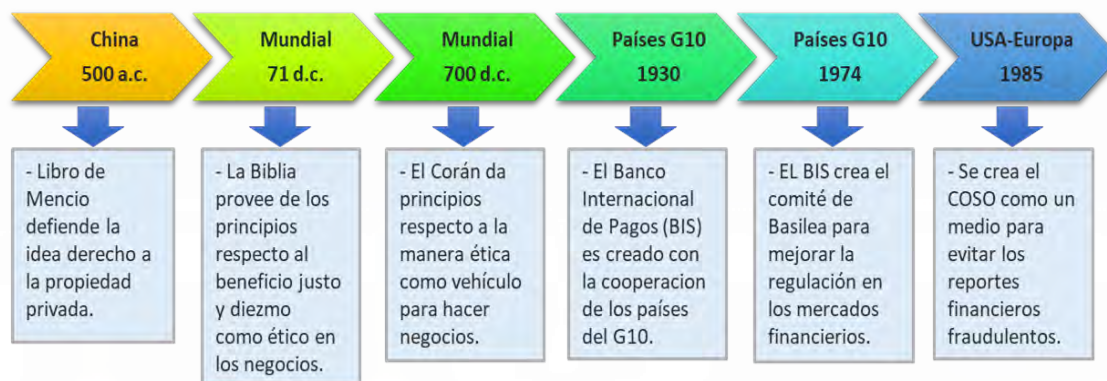 China
500 a.c.
Mundial
71 d.c.
Mundial
700 d.c.
Países G10
1930
Países G10
1974
USA-Europa
1985
- Libro de
Mencio
defiende la
idea derecho a
la propiedad
privada.
- La Biblia
provee de los
principios
respecto al
beneficio justo
y diezmo
como ético en
los negocios.
- El Corán da
principios
respecto a la
manera ética
como vehículo
para hacer
negocios.
- El Banco
Internacional
de Pagos (BIS)
es creado con
la cooperacion
de los países
del G10.
- EL BIS crea el
comité de
Basilea para
mejorar la
regulación en
los mercados
financierios.
- Se crea el
COSO como un
medio para
evitar los
reportes
financieros
fraudulentos.